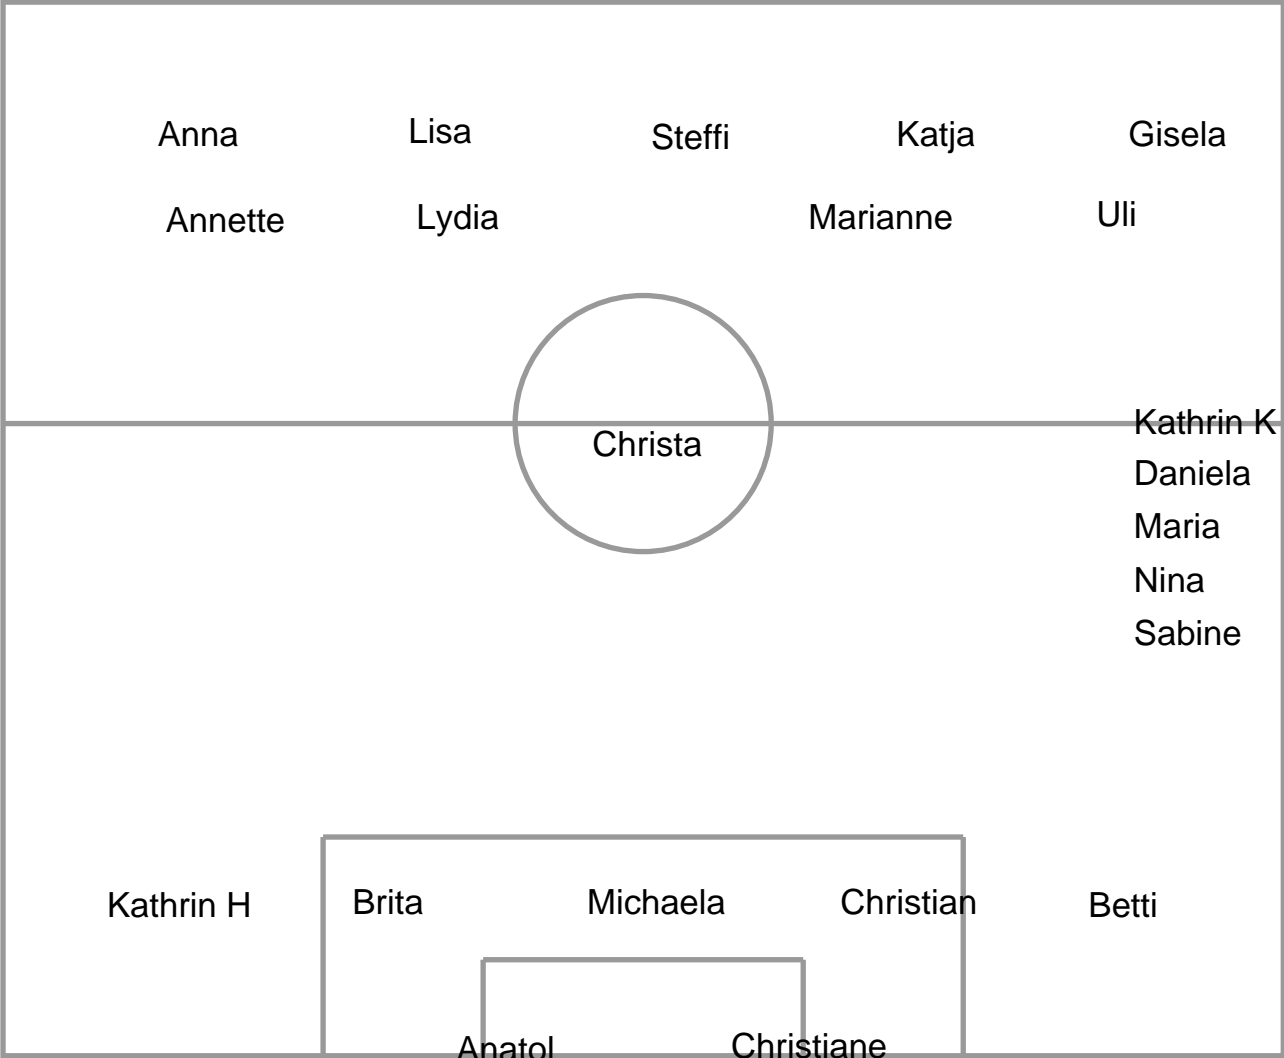 Anna Lisa Steffi Katja Gisela
Annette Lydia Marianne Uli
Kathrin K
Christa
Daniela
Maria
Nina
Sabine
Kathrin H Brita Michaela Christian Betti
Anatol Christiane